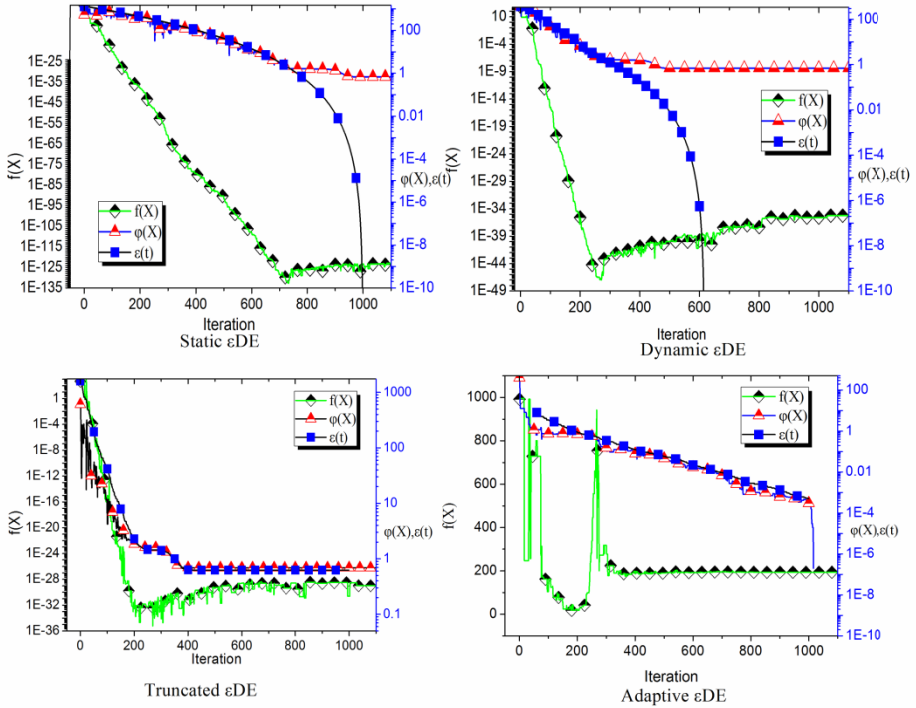 1E-25
1E-35
1E-45
1E-55
1E-65
1E-75
1E-85
1E-95
1E-105
1E-115
1E-125
1E-135
f(X)
100
1
0.01
1E-4
1E-6
1E-8
1E-10
φ(X),ε(t)
f(X)
φ(X)
ε(t)
0 200 400 600 800 1000
Iteration
Static εDE
10
1E-4
1E-9
1E-14
1E-19
1E-24
1E-29
1E-34
1E-39
1E-44
1E-49
f(X)
100
1
0.01
1E-4
1E-6
1E-8
1E-10
φ(X),ε(t)
f(X)
φ(X)
ε(t)
0 200 400 600 800 1000
Iteration
Dynamic εDE
1
1E-4
1E-8
1E-12
1E-16
1E-20
1E-24
1E-28
1E-32
1E-36
f(X)
1000
100
10
1
0.1
φ(X),ε(t)
f(X)
φ(X)
ε(t)
0 200 400 600 800 1000
Iteration
Truncated εDE
1000
800
600
400
200
0
f(X)
100
1
0.01
1E-4
1E-6
1E-8
1E-10
φ(X),ε(t)
f(X)
φ(X)
ε(t)
0 200 400 600 800 1000
Iteration
Adaptive εDE